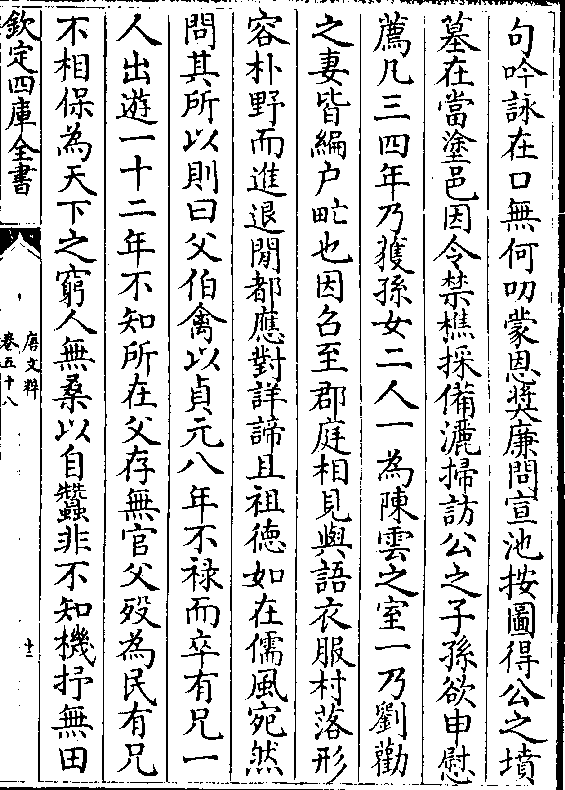 句吟詠在口無何叨蒙恩奬廉問宣池按圖得公之墳
墓在當塗邑因令禁樵採備灑掃訪公之子孫欲申慰
薦凡三四年乃獲孫女二人一為陳雲之室一乃劉勸
之妻皆編户甿也因召至郡庭相見與語衣服村落形
容朴野而進退閒都應對詳諦且祖德如在儒風宛然
問其所以則曰父伯禽以貞元八年不禄而卒有兄一
人出遊一十二年不知所在父存無官父歿為民有兄
不相保為天下之窮人無桑以自蠶非不知機抒無田
欽定四庫全書
唐文粹
卷五十八
十二